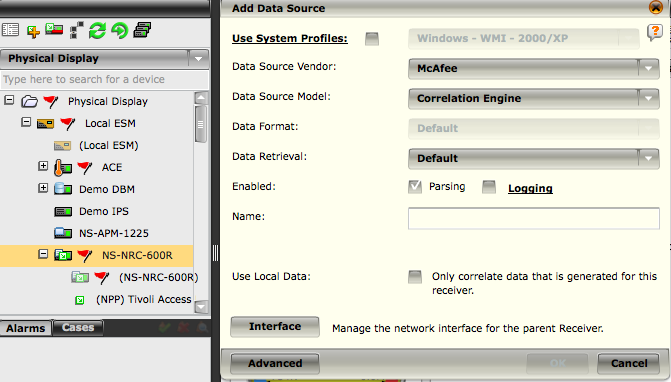 Physical Display
Type here to search for a device
Physical Display
Local ESM
(Local ESM)
ACE
Demo DBM
Demo IPS
NS-APM-1225
NS-NRC-600R
(NS-NRC-600R)
(NPP) Tivoli Access
Alarms Cases
Add Data Source
Use System Profiles: Windows - WMI - 2000/XP
Data Source Vendor: McAfee
Data Source Model: Correlation Engine
Data Format: Default
Data Retrieval: Default
Enabled: Parsing Logging
Name:
Use Local Data: Only correlate data that is generated for this
receiver.
Interface Manage the network interface for the parent Receiver.
Advanced OK Cancel